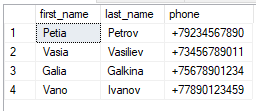 first_name last_name phone
1 Petia Petrov +79234567890
2 Vasia Vasiliev +73456789011
3 Galia Galkina +75678901234
4 Vano Ivanov +77890123459